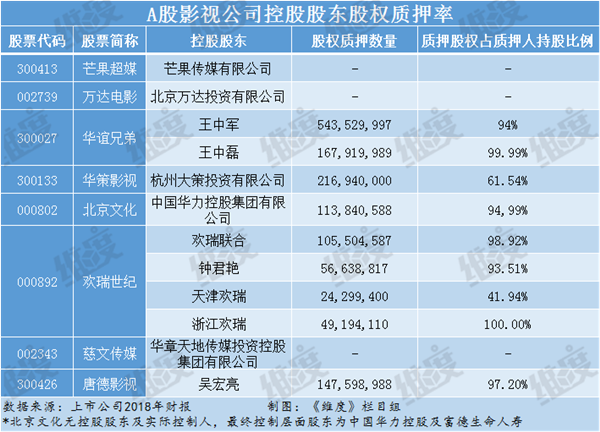 A股影视公司控股股东股权质押率
股票代码 股票简称 控股股东 股权质押数量 质押股权占质押人持股比例
300413 芒果超媒 芒果传媒有限公司 - -
002739 万达电影 北京万达投资有限公司 - -
300027 华谊兄弟 王中军 543,529,997 94%
王中磊 167,919,989 99.99%
300133 华策影视 杭州大策投资有限公司 216,940,000 61.54%
000802 北京文化 中国华力控股集团有限公司 113,840,588 94,99%
000892 欢瑞世纪 欢瑞联合 105,504,587 98.92%
钟君艳 56,638,817 93.51%
天津欢瑞 24,299,400 41.94%
浙江欢瑞 49,194,110 100.00%
002343 慈文传媒 华章天地传媒投资控股集团有限公司 - -
300426 唐德影视 吴宏亮 147,598,988 97.20%
数据来源：上市公司2018年财报 制图：《维度》栏目组
*北京文化无控股股东及实际控制人，最终控制层面股东为中国华力控股及富德生命人寿